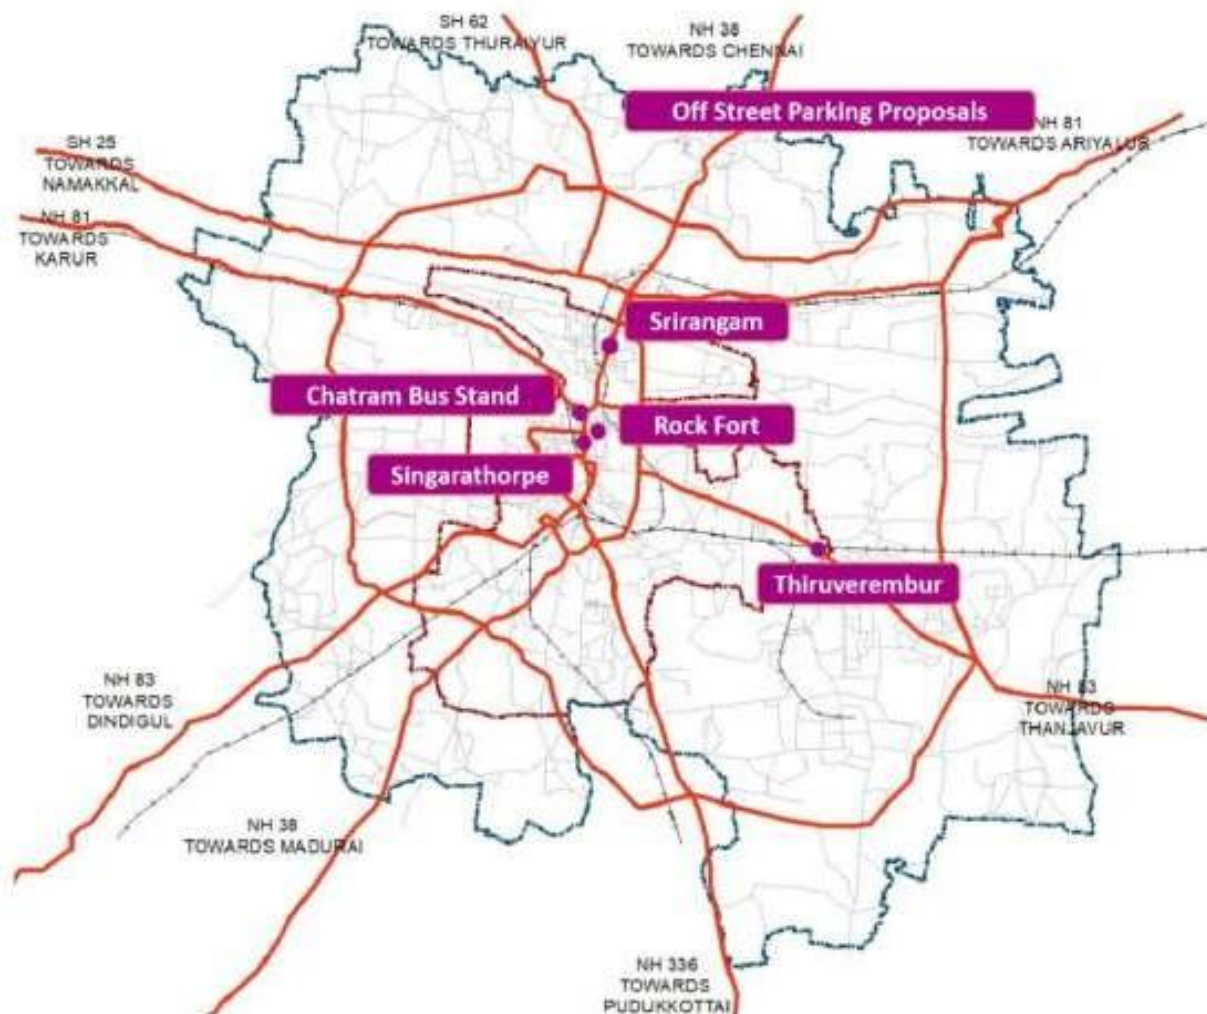 SH 62
TOWARDS THURAIYUR
NH 38
TOWARDS CHENNAI
Off Street Parking Proposals
NH 81
TOWARDS ARIYALUR
SH 25
TOWARDS
NAMAKKAL
NH 81
TOWARDS
KARUR
Srirangam
Chatram Bus Stand
Rock Fort
Singarathorpe
Thiruverembur
NH 83
TOWARDS
DINDIGUL
NH 83
TOWARDS
THANJAVUR
NH 38
TOWARDS MADURAI
NH 336
TOWARDS
PUDUKKOTTAI